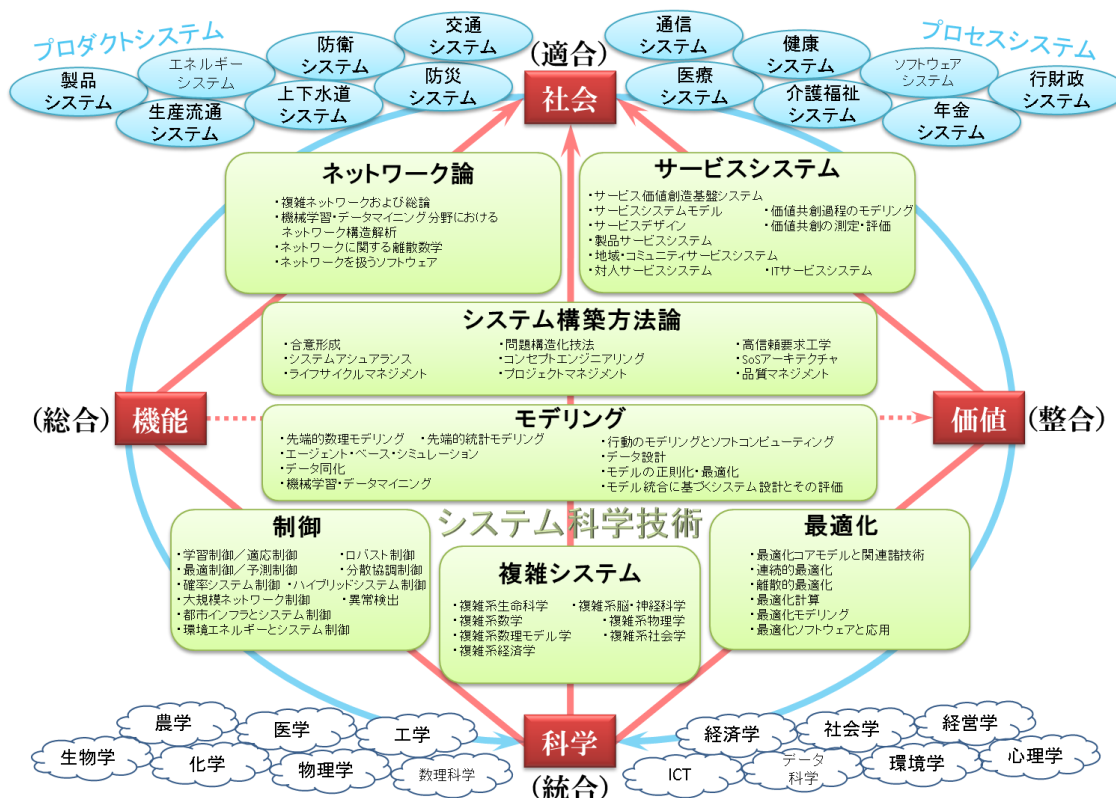 プロダクトシステム
プロセスシステム
交通
システム
通信
システム
防衛
システム
健康
システム
エネルギー
システム
ソフトウェア
システム
製品
システム
行財政
システム
防災
システム
医療
システム
上下水道
システム
介護福祉
システム
生産流通
システム
年金
システム
(適合)
社会
ネットワーク論
・複雑ネットワークおよび総論
・機械学習・データマイニング分野における
ネットワーク構造解析
・ネットワークに関する離散数学
・ネットワークを扱うソフトウェア
サービスシステム
・サービス価値創造基盤システム
・サービスシステムモデル ・価値共創過程のモデリング
・サービスデザイン ・価値共創の測定・評価
・製品サービスシステム
・地域・コミュニティサービスシステム
・対人サービスシステム ・ITサービスシステム
システム構築方法論
・合意形成 ・問題構造化技法 ・高信頼要求工学
・システムアシュアランス ・コンセプトエンジニアリング ・SoSアーキテクチャ
・ライフサイクルマネジメント ・プロジェクトマネジメント ・品質マネジメント
(総合)
機能
価値
(整合)
モデリング
・先端的数理モデリング ・先端的統計モデリング
・エージェント・ベース・シミュレーション
・データ同化
・機械学習・データマイニング
・行動のモデリングとソフトコンピューティング
・データ設計
・モデルの正則化・最適化
・モデル統合に基づくシステム設計とその評価
システム科学技術
制御
・学習制御／適応制御 ・ロバスト制御
・最適制御／予測制御 ・分散協調制御
・確率システム制御 ・ハイブリッドシステム制御
・大規模ネットワーク制御 ・異常検出
・都市インフラとシステム制御
・環境エネルギーとシステム制御
複雑システム
・複雑系生命科学 ・複雑系脳・神経科学
・複雑系数学 ・複雑系物理学
・複雑系数理モデル学 ・複雑系社会学
・複雑系経済学
最適化
・最適化コアモデルと関連諸技術
・連続的最適化
・離散的最適化
・最適化計算
・最適化モデリング
・最適化ソフトウェアと応用
科学
(統合)
農学
医学
工学
生物学
化学
物理学
数理科学
経済学
社会学
経営学
ICT
データ
科学
環境学
心理学